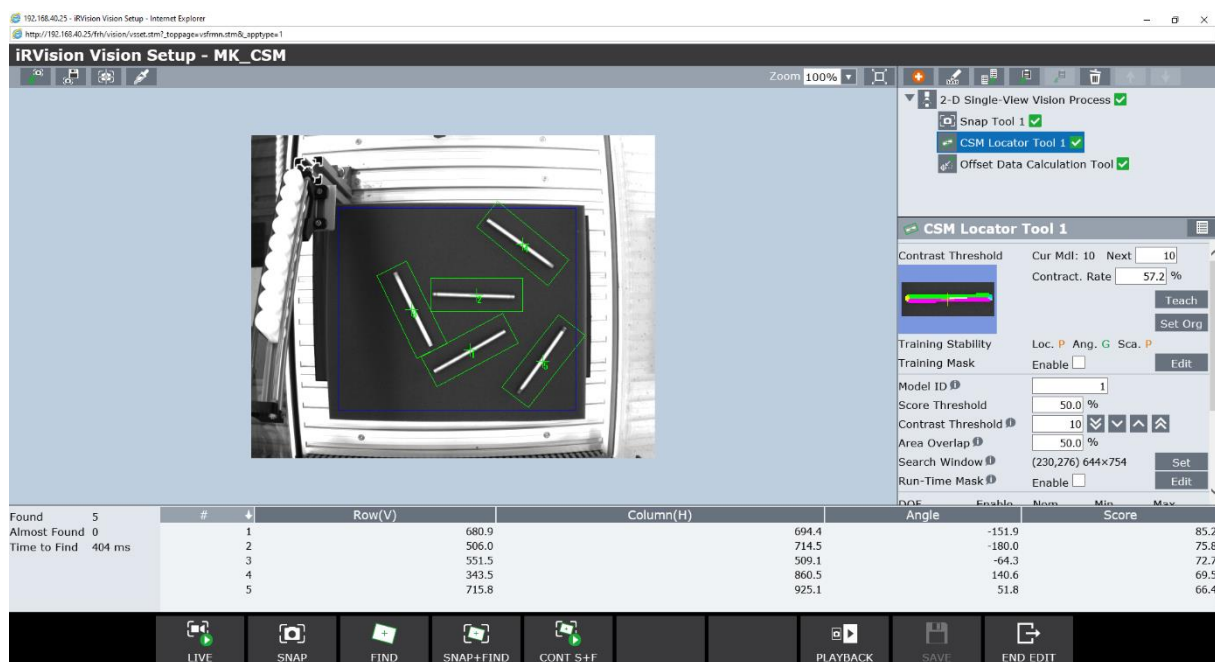 192.168.40.25 - iRVision Vision Setup - Internet Explorer
http://192.168.40.25/frh/vision/vsset.stm?_toppage=vsfrmn.stm&_apptype=1
iRVision Vision Setup - MK_CSM
Zoom 100%
2-D Single-View Vision Process
Snap Tool 1
CSM Locator Tool 1
Offset Data Calculation Tool
CSM Locator Tool 1
Contrast Threshold Cur Mdl: 10 Next 10
Contract. Rate 57.2 %
Teach
Set Org
Training Stability Loc. P Ang. G Sca. P
Training Mask Enable Edit
Model ID 1
Score Threshold 50.0 %
Contrast Threshold 10
Area Overlap 50.0 %
Search Window (230,276) 644×754 Set
Run-Time Mask Enable Edit
DOF Enable Nom Min Max
Found 5
Almost Found 0
Time to Find 404 ms
# Row(V) Column(H) Angle Score
1 680.9 694.4 -151.9 85.2
2 506.0 714.5 -180.0 75.8
3 551.5 509.1 -64.3 72.7
4 343.5 860.5 140.6 69.5
5 715.8 925.1 51.8 66.4
LIVE SNAP FIND SNAP+FIND CONT S+F PLAYBACK SAVE END EDIT